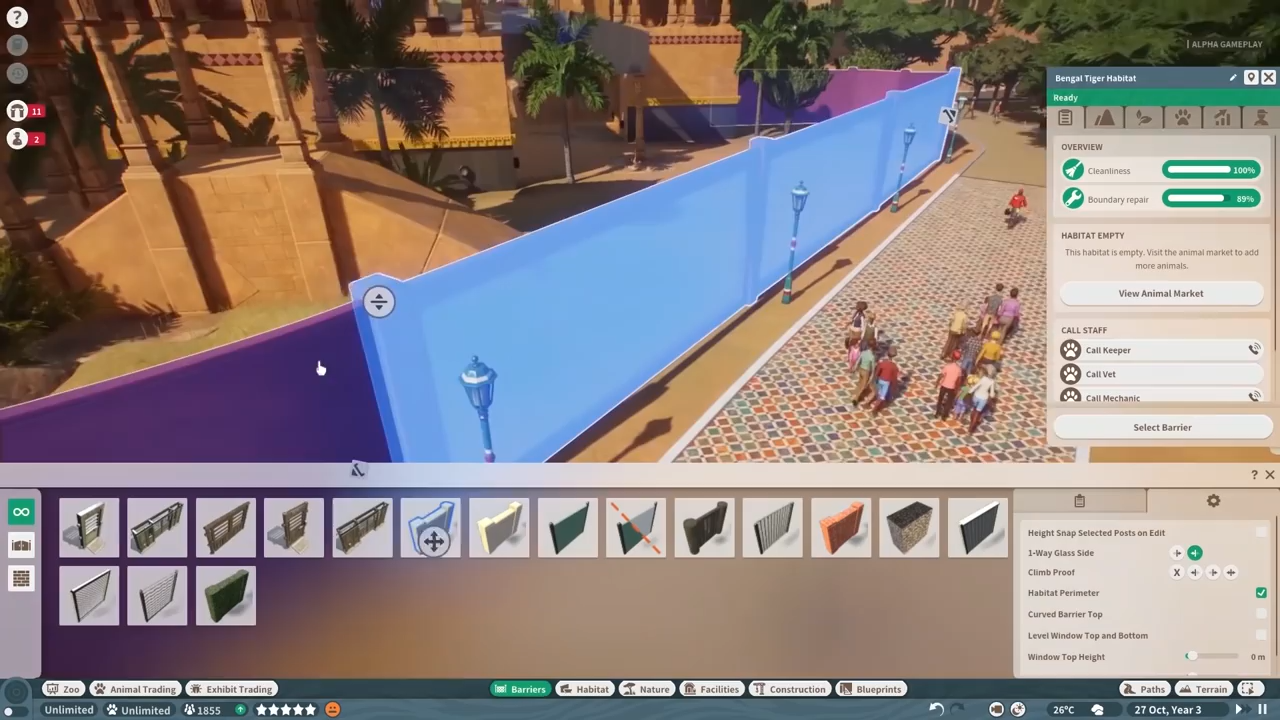 ?
| ALPHA GAMEPLAY
11
2
Bengal Tiger Habitat
Ready
OVERVIEW
Cleanliness 100%
Boundary repair 89%
HABITAT EMPTY
This habitat is empty. Visit the animal market to add
more animals.
View Animal Market
CALL STAFF
Call Keeper
Call Vet
Call Mechanic
Select Barrier
?
Height Snap Selected Posts on Edit
1-Way Glass Side
Climb Proof X
Habitat Perimeter
Curved Barrier Top
Level Window Top and Bottom
Window Top Height 0 m
Zoo Animal Trading Exhibit Trading Barriers Habitat Nature Facilities Construction Blueprints Paths Terrain
Unlimited Unlimited 1855 26°C 27 Oct, Year 3